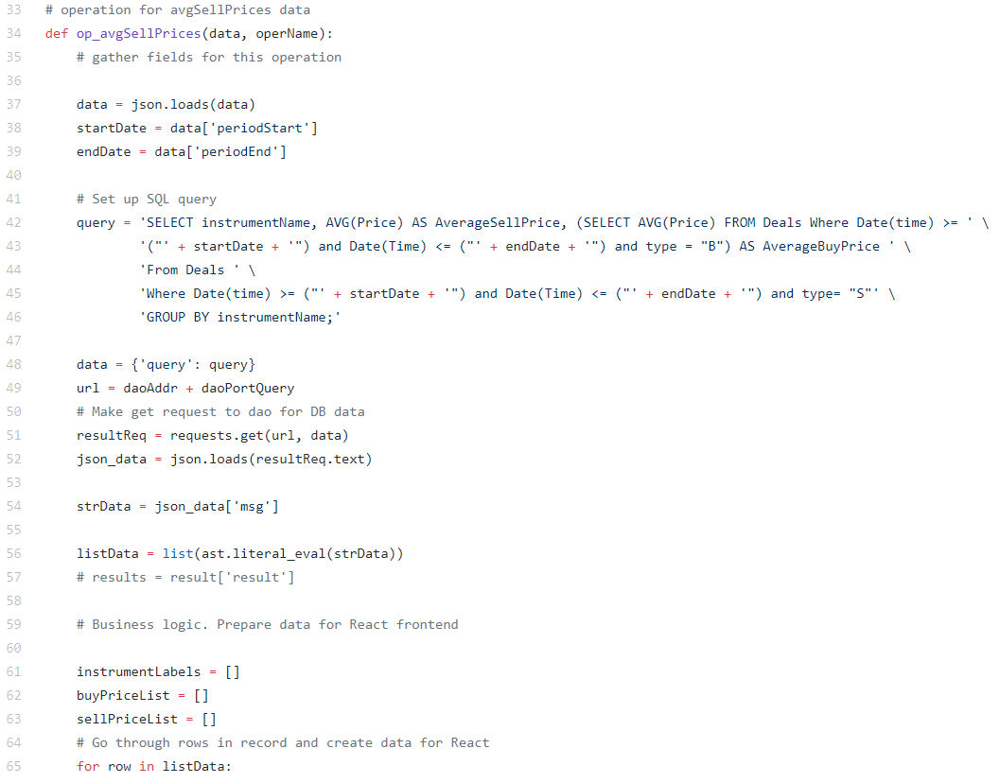 33 # operation for avgSellPrices data
34 def op_avgSellPrices(data, operName):
35     # gather fields for this operation
36
37     data = json.loads(data)
38     startDate = data['periodStart']
39     endDate = data['periodEnd']
40
41     # Set up SQL query
42     query = 'SELECT instrumentName, AVG(Price) AS AverageSellPrice, (SELECT AVG(Price) FROM Deals Where Date(time) >= ' \
43             '("' + startDate + '") and Date(Time) <= ("' + endDate + '") and type = "B") AS AverageBuyPrice ' \
44             'From Deals ' \
45             'Where Date(time) >= ("' + startDate + '") and Date(Time) <= ("' + endDate + '") and type= "S"' \
46             'GROUP BY instrumentName;'
47
48     data = {'query': query}
49     url = daoAddr + daoPortQuery
50     # Make get request to dao for DB data
51     resultReq = requests.get(url, data)
52     json_data = json.loads(resultReq.text)
53
54     strData = json_data['msg']
55
56     listData = list(ast.literal_eval(strData))
57     # results = result['result']
58
59     # Business logic. Prepare data for React frontend
60
61     instrumentLabels = []
62     buyPriceList = []
63     sellPriceList = []
64     # Go through rows in record and create data for React
65     for row in listData: